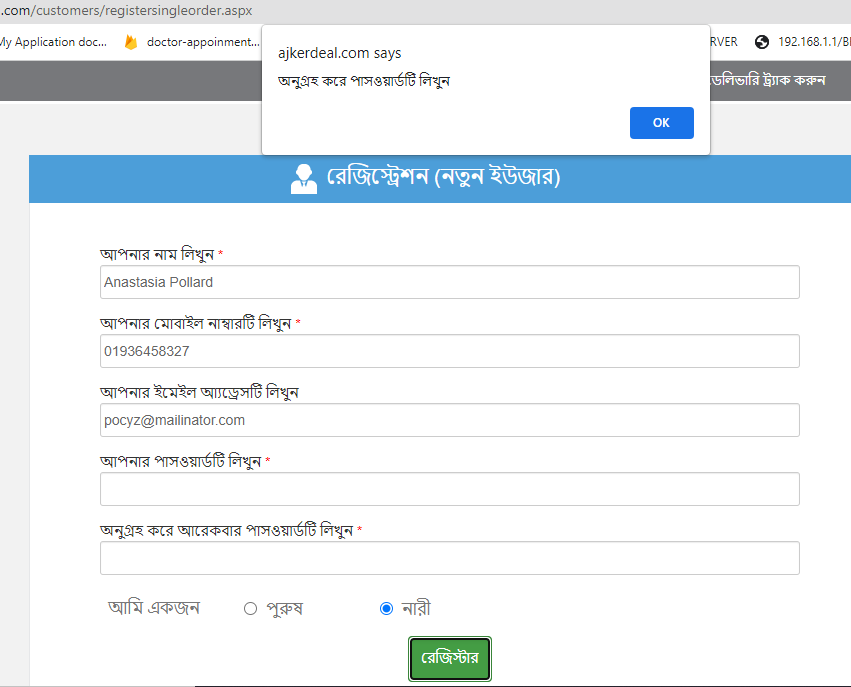 .com/customers/registersingleorder.aspx
My Application doc...
doctor-appoinment...
RVER
192.168.1.1/BI
ajkerdeal.com says
অনুগ্রহ করে পাসওয়ার্ডটি লিখুন
OK
ডেলিভারি ট্র্যাক করুন
রেজিস্ট্রেশন (নতুন ইউজার)
আপনার নাম লিখুন *
Anastasia Pollard
আপনার মোবাইল নাম্বারটি লিখুন *
01936458327
আপনার ইমেইল আ্যাড্রেসটি লিখুন
pocyz@mailinator.com
আপনার পাসওয়ার্ডটি লিখুন *
অনুগ্রহ করে আরেকবার পাসওয়ার্ডটি লিখুন *
আমি একজন পুরুষ নারী
রেজিস্টার